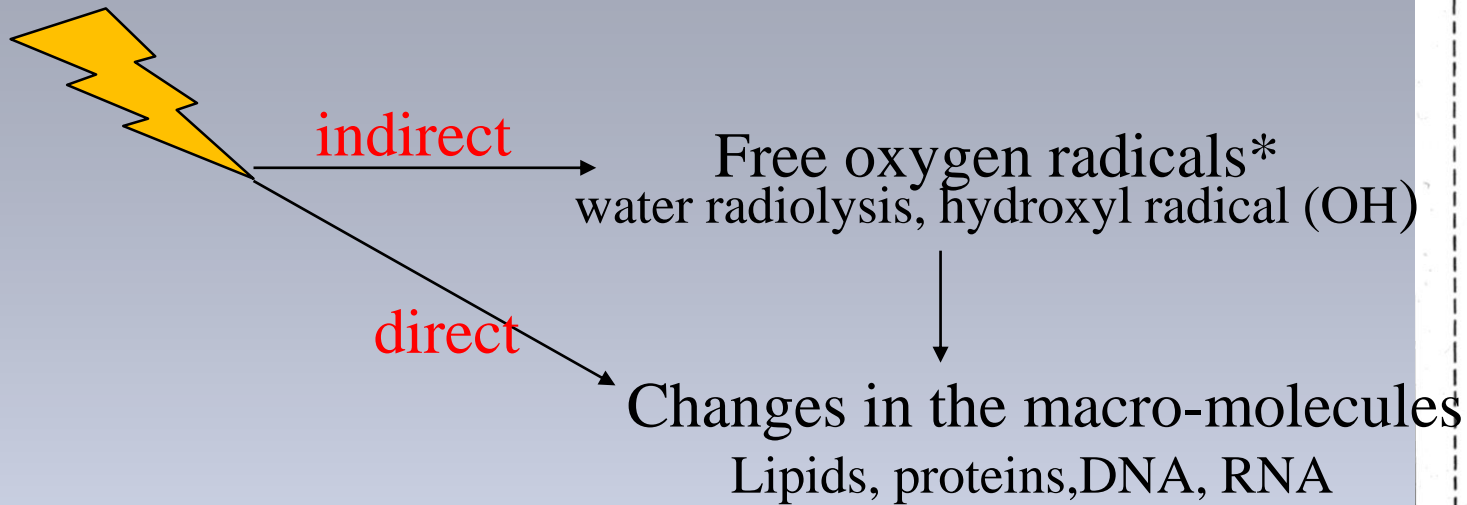 indirect
Free oxygen radicals*
water radiolysis, hydroxyl radical (OH)
direct
Changes in the macro-molecules
Lipids, proteins,DNA, RNA